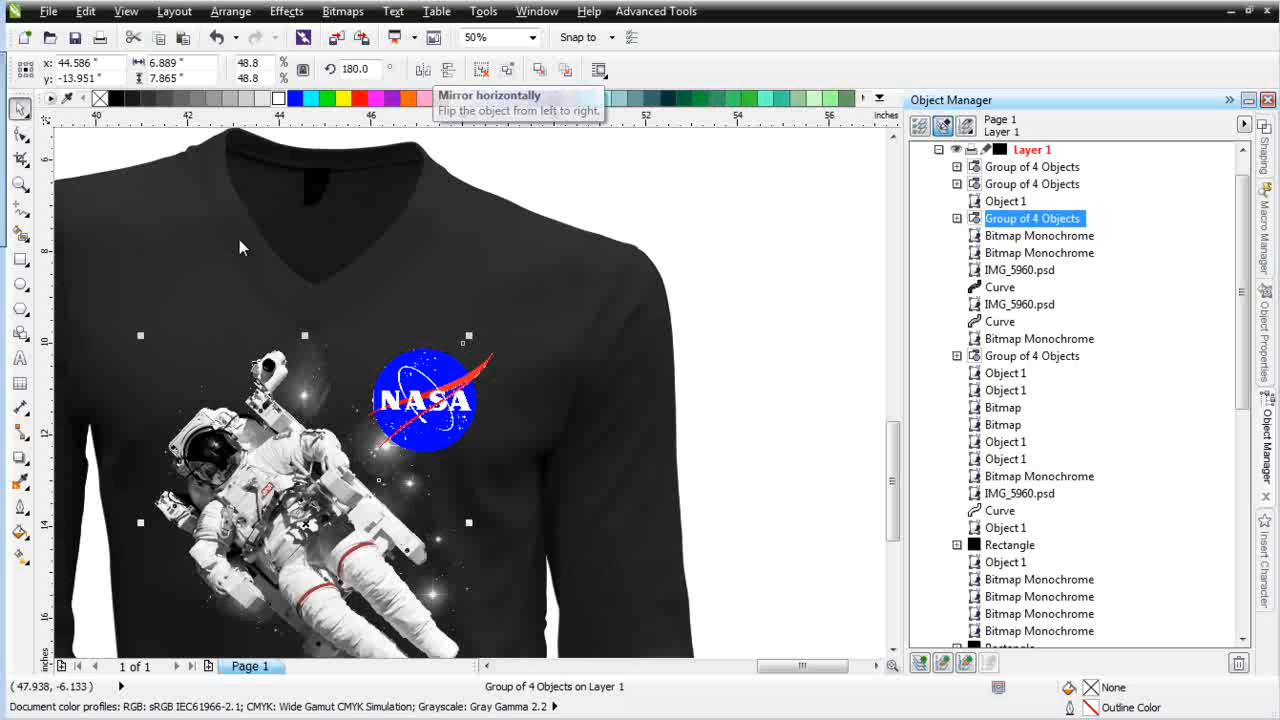 File Edit View Layout Arrange Effects Bitmaps Text Table Tools Window Help Advanced Tools
50% Snap to
x: 44.586 " 6.889 " 48.8 % 180.0 °
y: -13.951 " 7.865 " 48.8 %
Mirror horizontally
Flip the object from left to right.
40 42 44 46 52 54 56 inches
6
8
10
12
14
16
inches
NASA
Object Manager
Page 1
Layer 1
Layer 1
Group of 4 Objects
Group of 4 Objects
Object 1
Group of 4 Objects
Bitmap Monochrome
Bitmap Monochrome
IMG_5960.psd
Curve
IMG_5960.psd
Curve
Bitmap Monochrome
Group of 4 Objects
Object 1
Object 1
Bitmap
Bitmap
Object 1
Object 1
Bitmap Monochrome
IMG_5960.psd
Curve
Object 1
Rectangle
Object 1
Bitmap Monochrome
Bitmap Monochrome
Bitmap Monochrome
Bitmap Monochrome
Shaping
Macro Manager
Object Properties
Object Manager
Insert Character
1 of 1 Page 1
( 47.938, -6.133 ) Group of 4 Objects on Layer 1 None
Document color profiles: RGB: sRGB IEC61966-2.1; CMYK: Wide Gamut CMYK Simulation; Grayscale: Gray Gamma 2.2 Outline Color